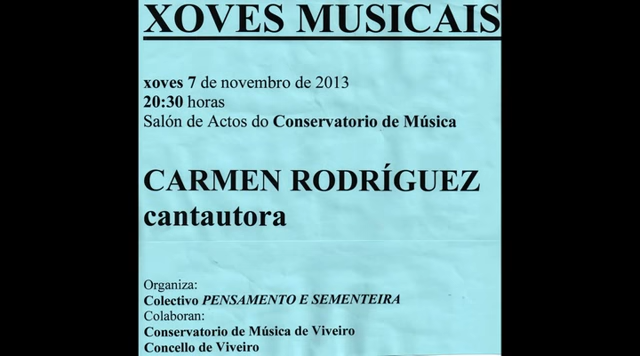 XOVES MUSICAIS
xoves 7 de novembro de 2013
20:30 horas
Salón de Actos do Conservatorio de Música
CARMEN RODRÍGUEZ
cantautora
Organiza:
Colectivo PENSAMENTO E SEMENTEIRA
Colaboran:
Conservatorio de Música de Viveiro
Concello de Viveiro